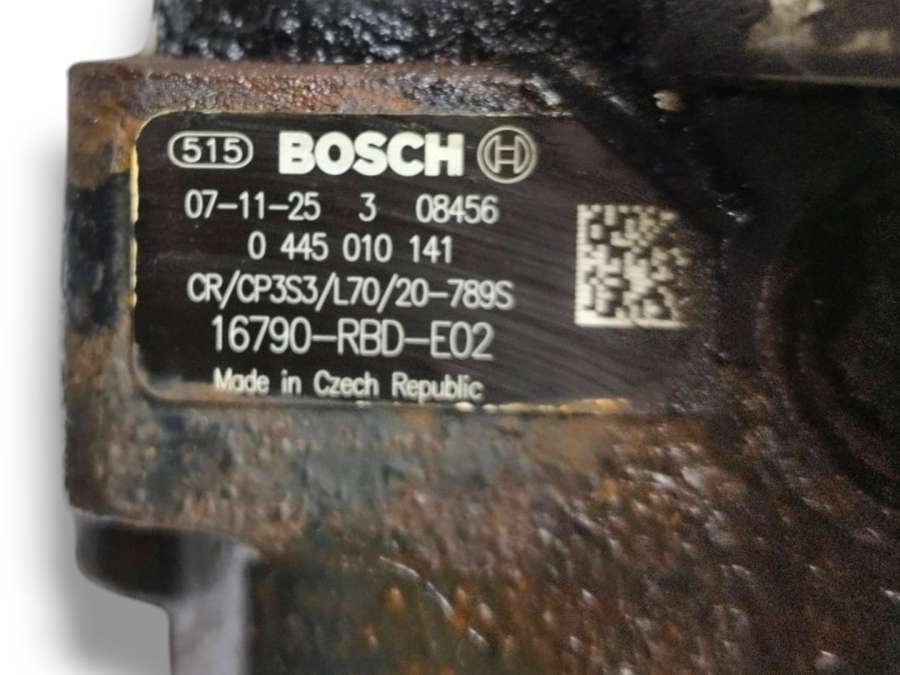 515 BOSCH
07-11-25 3 08456
0 445 010 141
CR/CP3S3/L70/20-789S
16790-RBD-E02
Made in Czech Republic